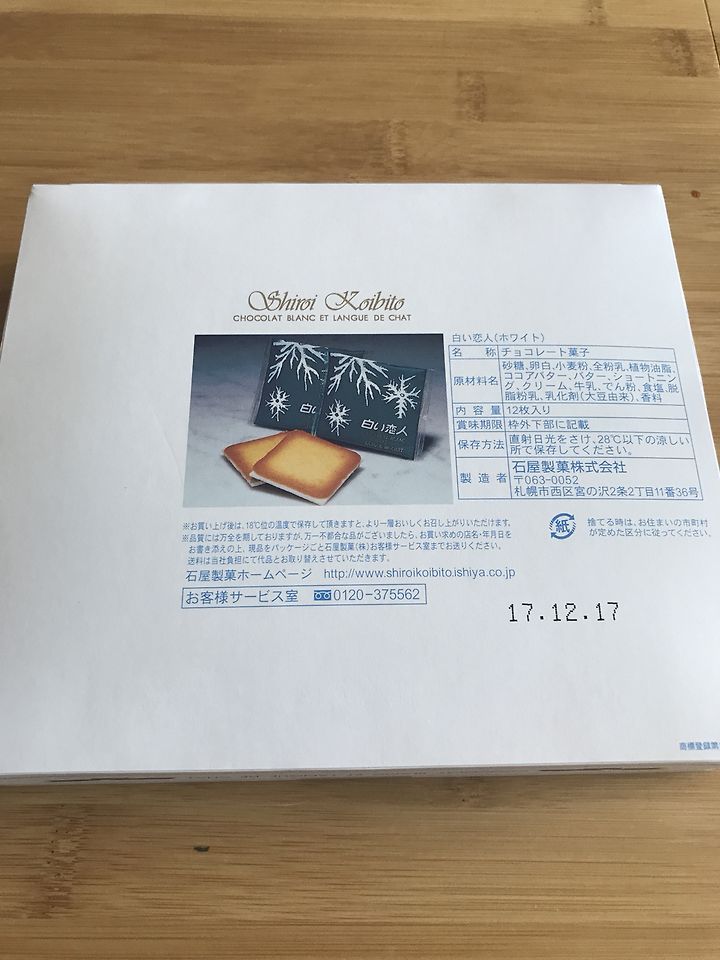 Shiroi Koibito
CHOCOLAT BLANC ET LANGUE DE CHAT
白い恋人(ホワイト)
名 称 チョコレート菓子
原材料名 砂糖、卵白、小麦粉、全粉乳、植物油脂、
ココアバター、バター、ショートニン
グ、クリーム、牛乳、でん粉、食塩、脱
脂粉乳、乳化剤(大豆由来)、香料
内 容 量 12枚入り
賞味期限 枠外下部に記載
保存方法 直射日光をさけ、28℃以下の涼しい
所で保存してください。
製 造 者 石屋製菓株式会社
〒063-0052
札幌市西区宮の沢2条2丁目11番36号
白い
白い恋人
※お買い上げ後は、18℃位の温度で保存して頂きますと、より一層おいしくお召し上がりいただけます。
※品質には万全を期しておりますが、万一不都合な品がございましたら、お買い求めの店名・年月日を
お書き添えの上、現品をパッケージごと石屋製菓(株)お客様サービス室までお送りください。
送料は当社負担にて代品とお取り替えさせていただきます。
紙
捨てる時は、お住まいの市町村
が定めた区分に従ってください。
石屋製菓ホームページ http://www.shiroikoibito.ishiya.co.jp
お客様サービス室 0120-375562
17.12.17
商標登録第